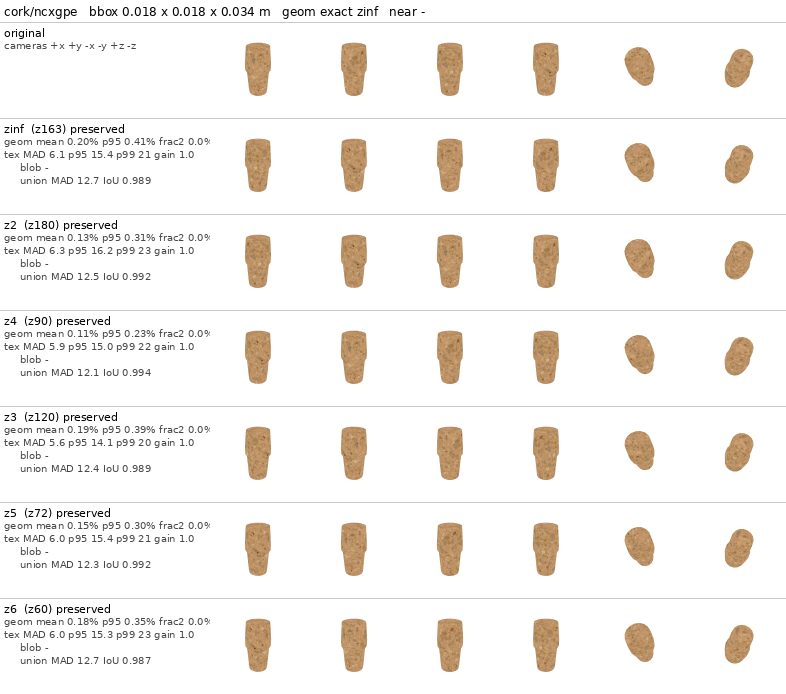 cork/ncxgpe   bbox 0.018 x 0.018 x 0.034 m   geom exact zinf   near -
original
cameras +x +y -x -y +z -z
zinf  (z163) preserved
geom mean 0.20% p95 0.41% frac2 0.0%
tex MAD 6.1 p95 15.4 p99 21 gain 1.0
blob -
union MAD 12.7 IoU 0.989
z2  (z180) preserved
geom mean 0.13% p95 0.31% frac2 0.0%
tex MAD 6.3 p95 16.2 p99 23 gain 1.0
blob -
union MAD 12.5 IoU 0.992
z4  (z90) preserved
geom mean 0.11% p95 0.23% frac2 0.0%
tex MAD 5.9 p95 15.0 p99 22 gain 1.0
blob -
union MAD 12.1 IoU 0.994
z3  (z120) preserved
geom mean 0.19% p95 0.39% frac2 0.0%
tex MAD 5.6 p95 14.1 p99 20 gain 1.0
blob -
union MAD 12.4 IoU 0.989
z5  (z72) preserved
geom mean 0.15% p95 0.30% frac2 0.0%
tex MAD 6.0 p95 15.4 p99 21 gain 1.0
blob -
union MAD 12.3 IoU 0.992
z6  (z60) preserved
geom mean 0.18% p95 0.35% frac2 0.0%
tex MAD 6.0 p95 15.3 p99 23 gain 1.0
blob -
union MAD 12.7 IoU 0.987